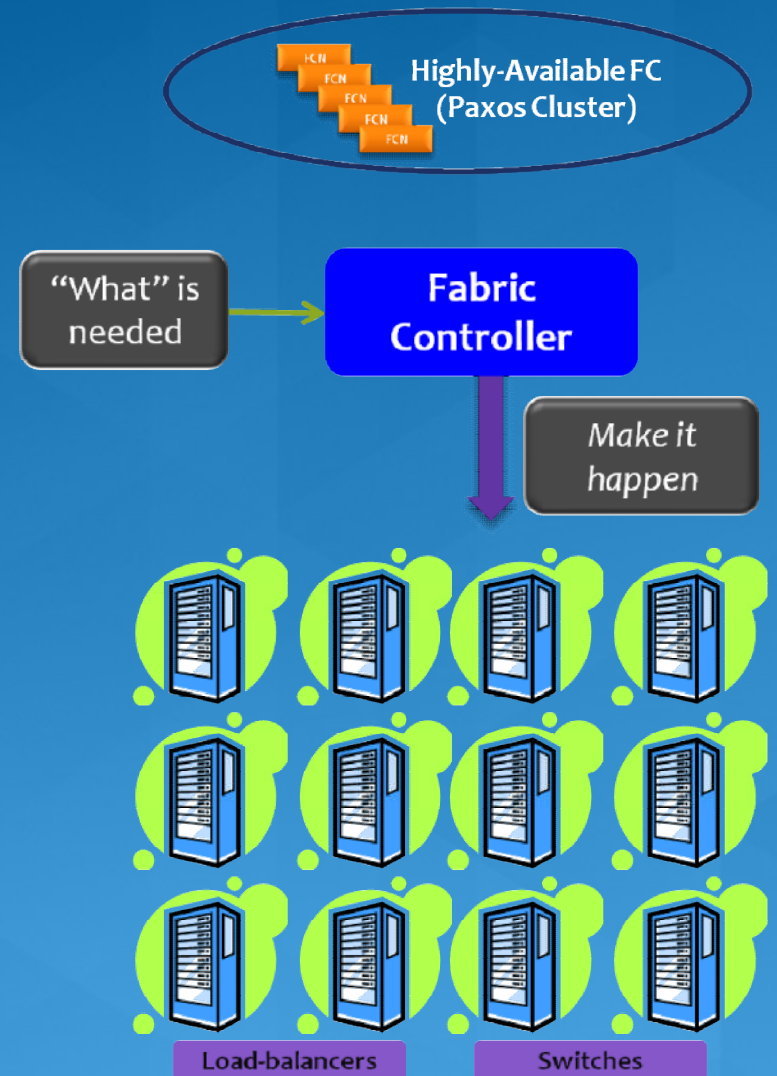 FCN
FCN
FCN
FCN
FCN
Highly-Available FC
(Paxos Cluster)
“What” is
needed
Fabric
Controller
Make it
happen
Load-balancers
Switches